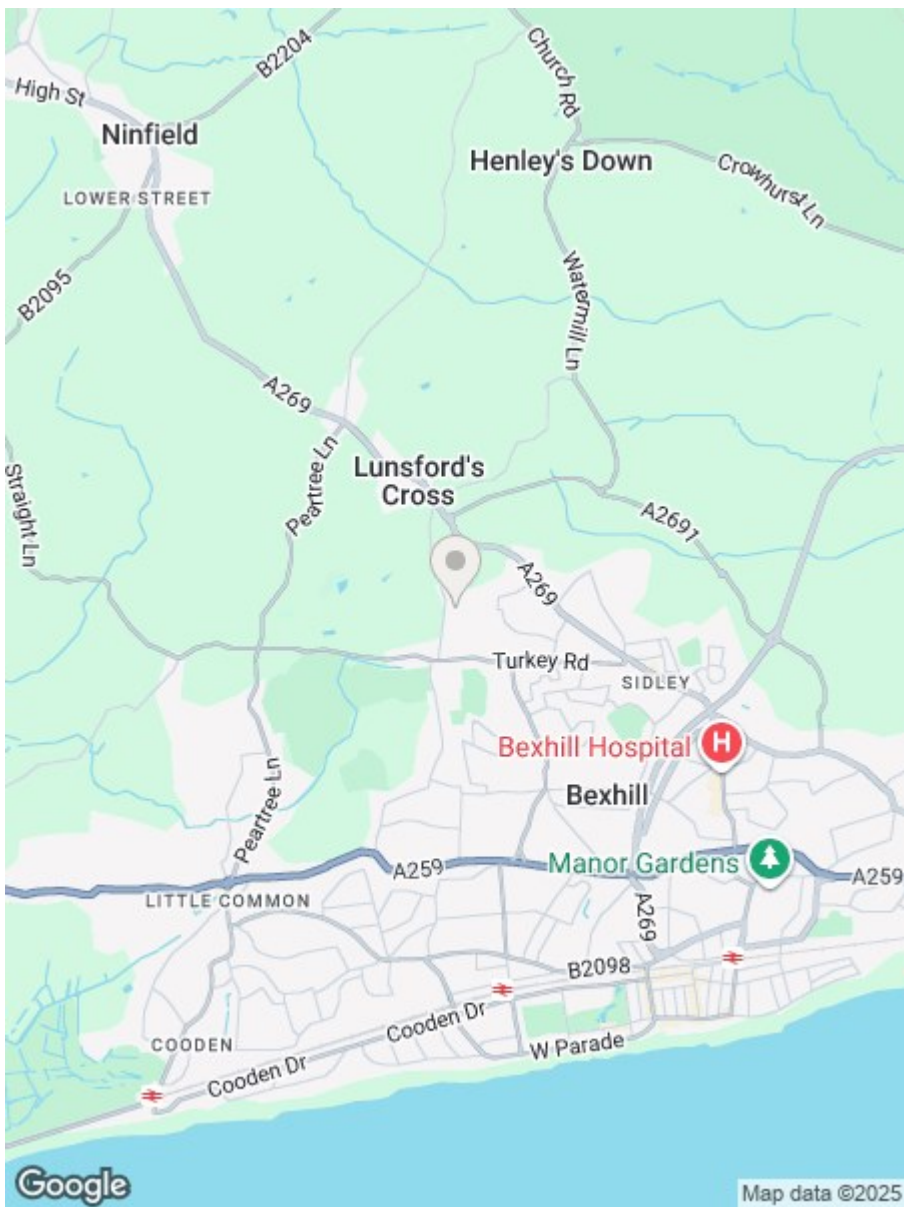 B2204
Church Rd
High St
Ninfield
Henley's Down
Crowhurst Ln
LOWER STREET
B2095
Watermill Ln
A269
Peartree Ln
Lunsford's
Cross
Straight Ln
A2691
A269
Turkey Rd
SIDLEY
Bexhill Hospital
H
Bexhill
Peartree Ln
Manor Gardens
A259
A259
LITTLE COMMON
A269
B2098
Cooden Dr
W Parade
COODEN
Cooden Dr
Google
Map data ©2025